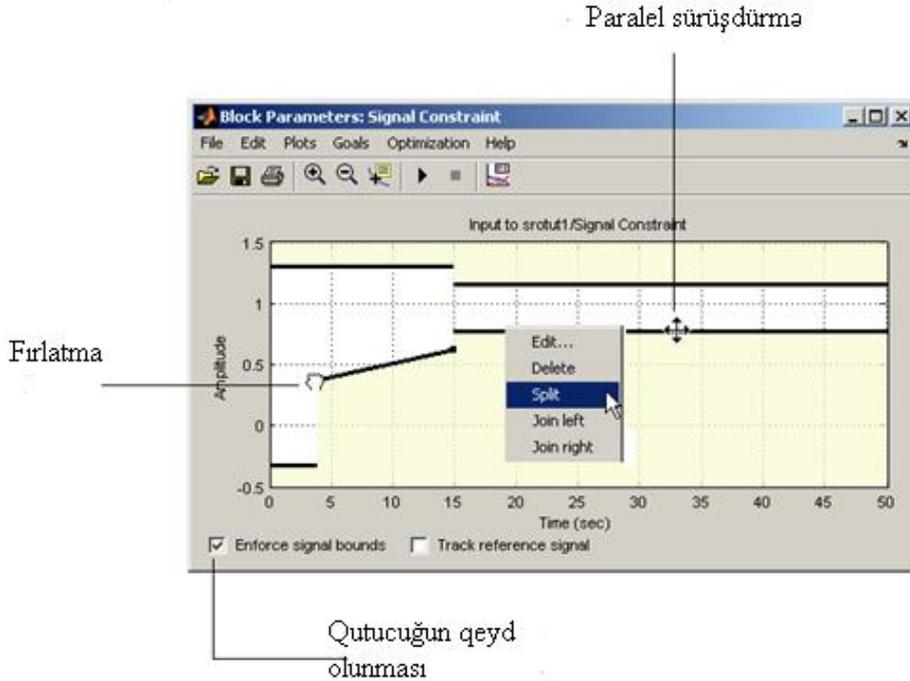 Paralel sürüşdürmə
Block Parameters: Signal Constraint
File Edit Plots Goals Optimization Help
Input to srotut1/Signal Constraint
1.5
1
0.5
0
-0.5
Amplitude
Fırlatma
Edit...
Delete
Split
Join left
Join right
0 5 10 15 20 25 30 35 40 45 50
Time (sec)
Enforce signal bounds Track reference signal
Qutucuğun qeyd
olunması